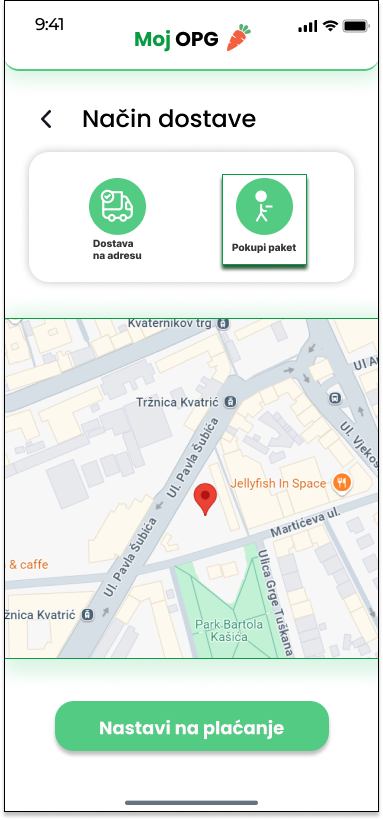 9:41
Moj OPG
Način dostave
Dostava
na adresu
Pokupi paket
Kvaternikov trg
Ul
Tržnica Kvatrić
Ul. Pavla Šubića
Ul. Vjekos
Jellyfish In Space
Martićeva ul.
& caffe
Ul. Pavla Šubića
Ulica Grge Tuškana
žnica Kvatrić
Park Bartola
Kašića
Nastavi na plaćanje